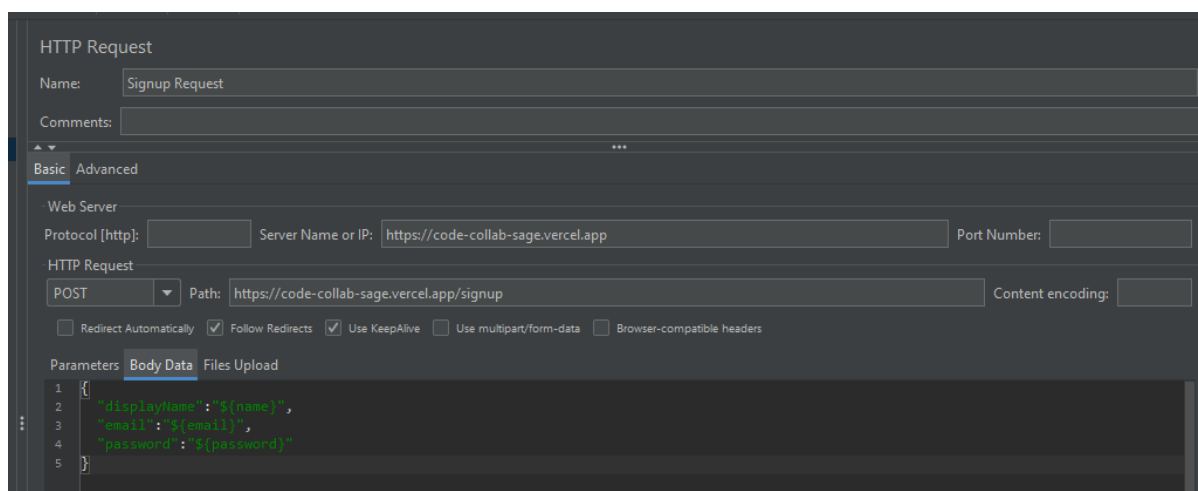 HTTP Request
Name: Signup Request
Comments:
Basic Advanced
Web Server
Protocol [http]: Server Name or IP: https://code-collab-sage.vercel.app Port Number:
HTTP Request
POST Path: https://code-collab-sage.vercel.app/signup Content encoding:
Redirect Automatically Follow Redirects Use KeepAlive Use multipart/form-data Browser-compatible headers
Parameters Body Data Files Upload
1 {
2 "displayName":"${name}",
3 "email":"${email}",
4 "password":"${password}"
5 }